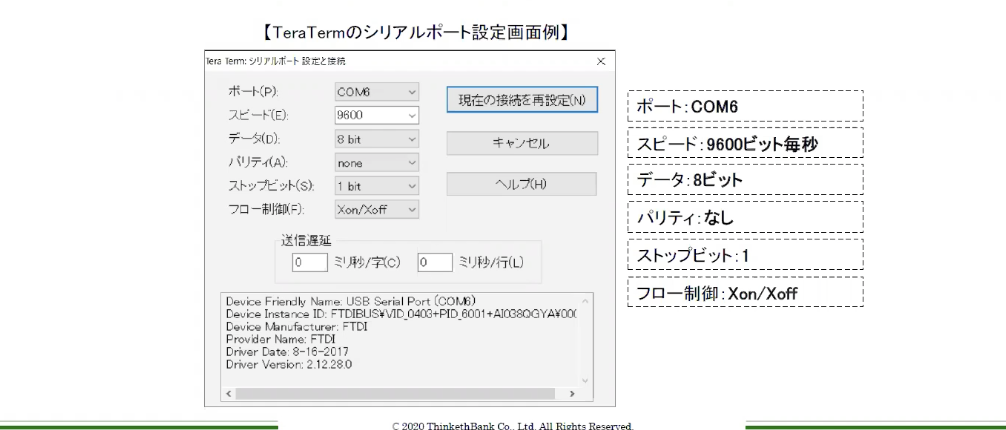 【TeraTermのシリアルポート設定画面例】
Tera Term: シリアルポート 設定と接続
ポート(P):
COM6
現在の接続を再設定(N)
スピード(E):
9600
データ(D):
8 bit
キャンセル
パリティ(A):
none
ストップビット(S):
1 bit
ヘルプ(H)
フロー制御(F):
Xon/Xoff
送信遅延
0 ミリ秒/字(C) 0 ミリ秒/行(L)
Device Friendly Name: USB Serial Port (COM6)
Device Instance ID: FTDIBUS¥VID_0403+PID_6001+AI038QGYA¥000
Device Manufacturer: FTDI
Provider Name: FTDI
Driver Date: 8-16-2017
Driver Version: 2.12.28.0
ポート：COM6
スピード：9600ビット毎秒
データ：8ビット
パリティ：なし
ストップビット：1
フロー制御：Xon/Xoff
© 2020 ThinkethBank Co., Ltd. All Rights Reserved.